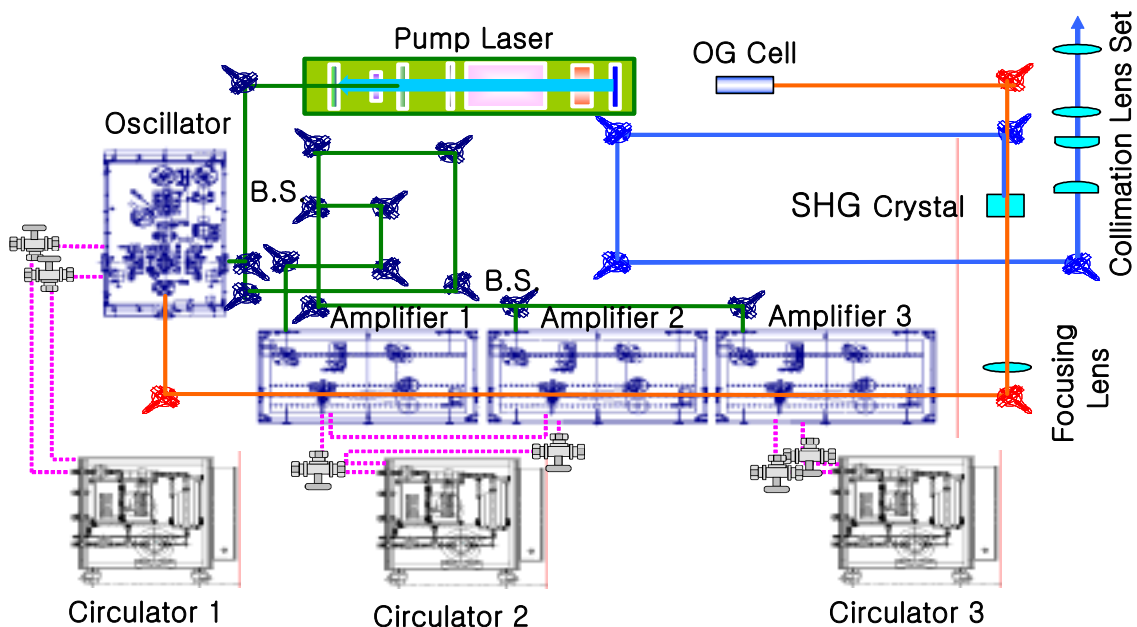 Pump Laser
OG Cell
Collimation Lens Set
Oscillator
B.S.
SHG Crystal
B.S.
Amplifier 1
Amplifier 2
Amplifier 3
Focusing
Lens
Circulator 1
Circulator 2
Circulator 3